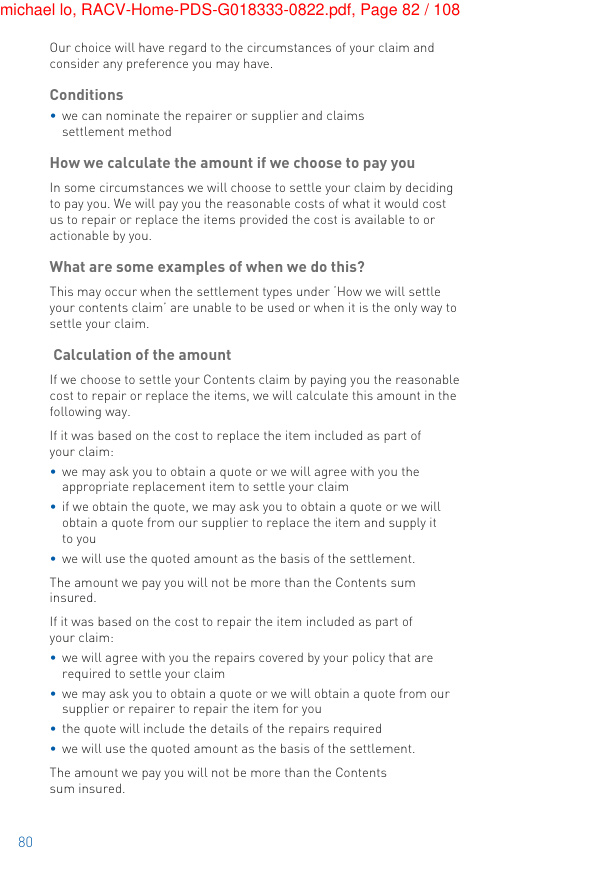 michael lo, RACV-Home-PDS-G018333-0822.pdf, Page 82 / 108
Our choice will have regard to the circumstances of your claim and
consider any preference you may have.
Conditions
• we can nominate the repairer or supplier and claims
settlement method
How we calculate the amount if we choose to pay you
In some circumstances we will choose to settle your claim by deciding
to pay you. We will pay you the reasonable costs of what it would cost
us to repair or replace the items provided the cost is available to or
actionable by you.
What are some examples of when we do this?
This may occur when the settlement types under ‘How we will settle
your contents claim’ are unable to be used or when it is the only way to
settle your claim.
Calculation of the amount
If we choose to settle your Contents claim by paying you the reasonable
cost to repair or replace the items, we will calculate this amount in the
following way.
If it was based on the cost to replace the item included as part of
your claim:
• we may ask you to obtain a quote or we will agree with you the
appropriate replacement item to settle your claim
• if we obtain the quote, we may ask you to obtain a quote or we will
obtain a quote from our supplier to replace the item and supply it
to you
• we will use the quoted amount as the basis of the settlement.
The amount we pay you will not be more than the Contents sum
insured.
If it was based on the cost to repair the item included as part of
your claim:
• we will agree with you the repairs covered by your policy that are
required to settle your claim
• we may ask you to obtain a quote or we will obtain a quote from our
supplier or repairer to repair the item for you
• the quote will include the details of the repairs required
• we will use the quoted amount as the basis of the settlement.
The amount we pay you will not be more than the Contents
sum insured.
80